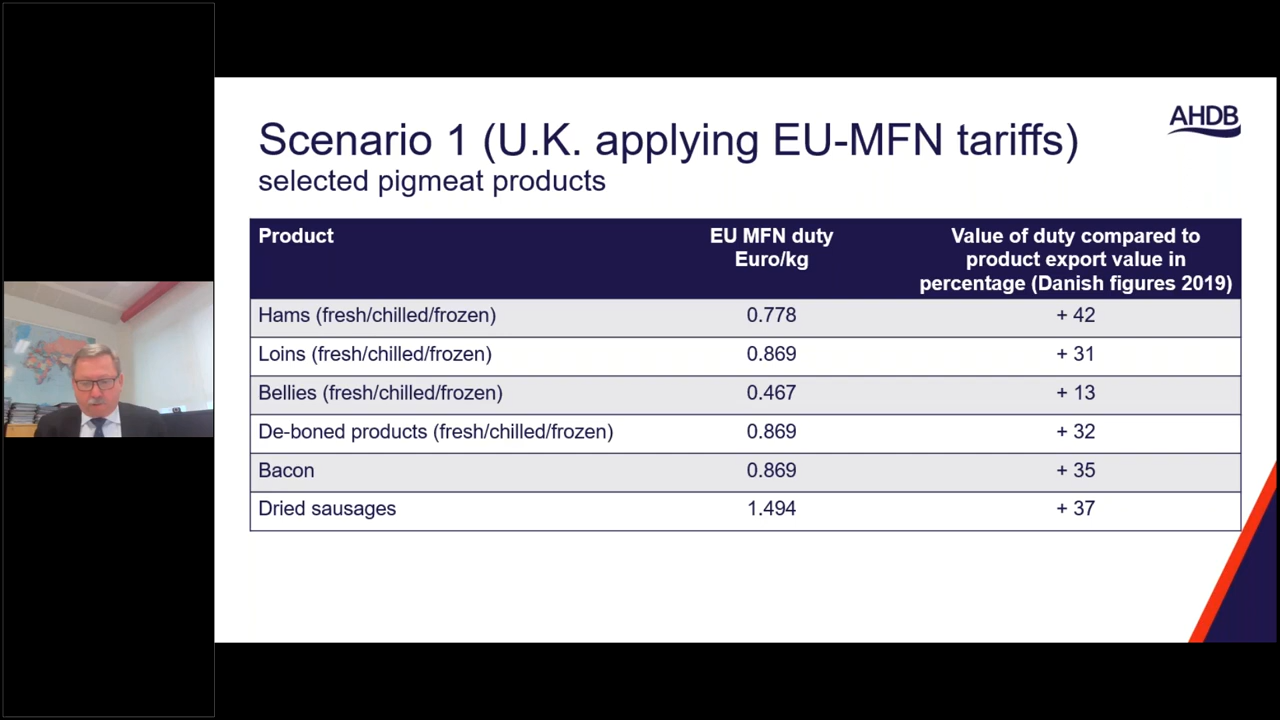 AHDB
Scenario 1 (U.K. applying EU-MFN tariffs)
selected pigmeat products
Product
EU MFN duty
Euro/kg
Value of duty compared to
product export value in
percentage (Danish figures 2019)
Hams (fresh/chilled/frozen) 0.778 + 42
Loins (fresh/chilled/frozen) 0.869 + 31
Bellies (fresh/chilled/frozen) 0.467 + 13
De-boned products (fresh/chilled/frozen) 0.869 + 32
Bacon 0.869 + 35
Dried sausages 1.494 + 37